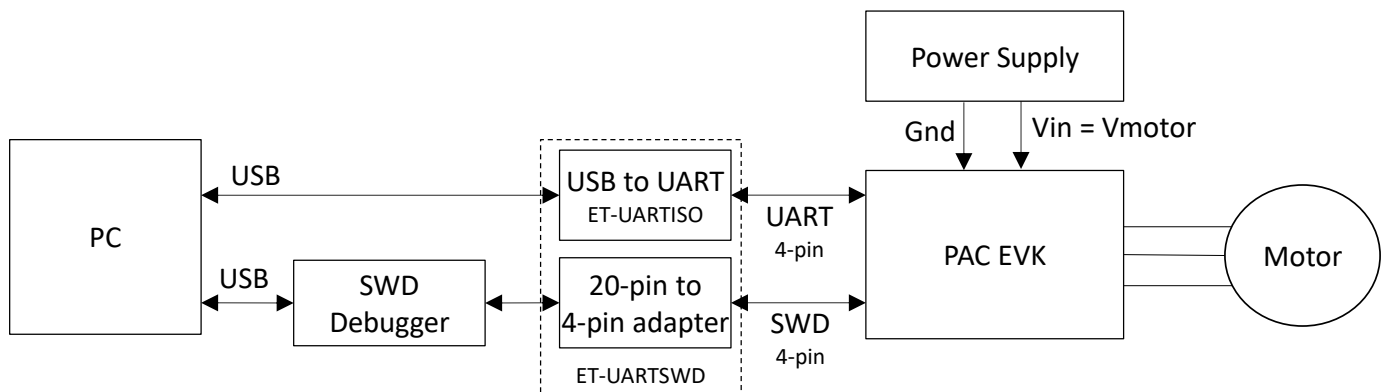 Power Supply
Gnd
Vin = Vmotor
PC
USB
USB to UART
ET-UARTISO
UART
4-pin
PAC EVK
Motor
USB
SWD
Debugger
20-pin to
4-pin adapter
SWD
4-pin
ET-UARTSWD